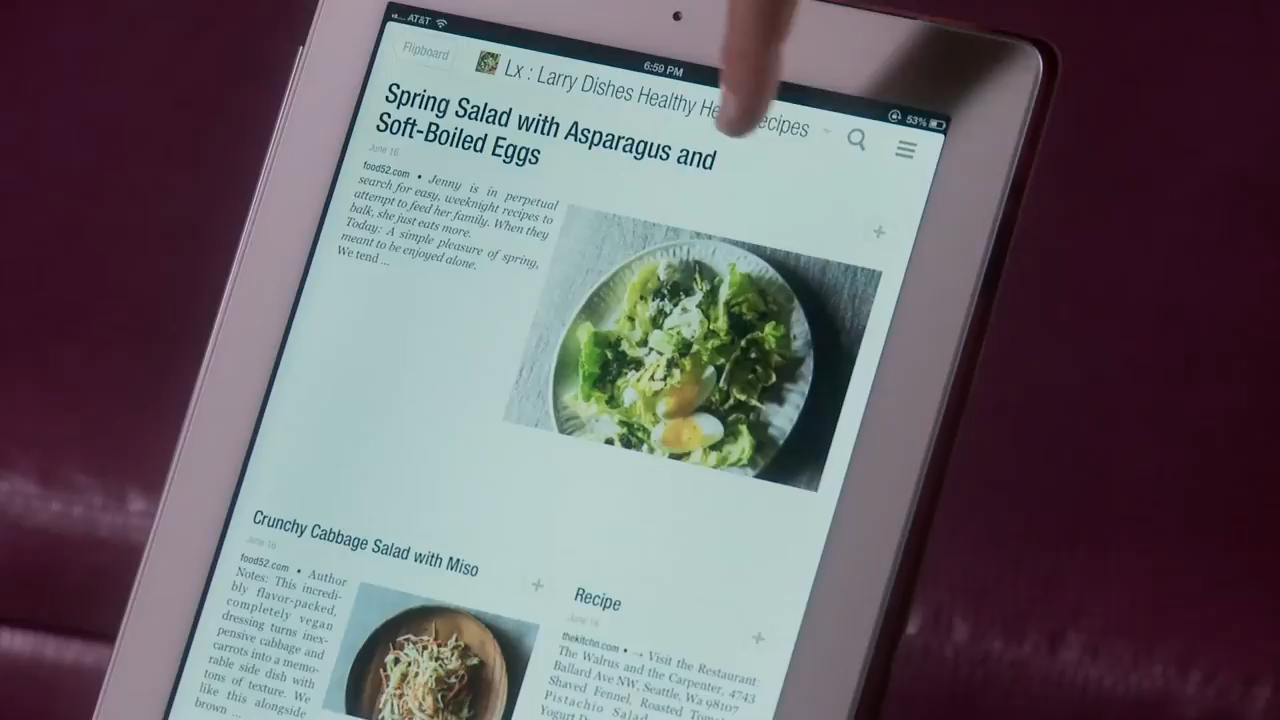 AT&T
6:59 PM
53%
Flipboard
Lx : Larry Dishes Healthy He ecipes
Spring Salad with Asparagus and
Soft-Boiled Eggs
June 16
food52.com • Jenny is in perpetual
search for easy, weeknight recipes to
attempt to feed her family. When they
balk, she just eats more.
Today: A simple pleasure of spring,
meant to be enjoyed alone.
We tend ...
Crunchy Cabbage Salad with Miso
June 16
food52.com • Author
Notes: This incredi-
bly flavor-packed,
completely vegan
dressing turns inex-
pensive cabbage and
carrots into a memo-
rable side dish with
tons of texture. We
like this alongside
brown ...
Recipe
June 16
thekitchn.com • → Visit the Restaurant:
The Walrus and the Carpenter, 4743
Ballard Ave NW, Seattle, Wa 98107
Shaved Fennel, Roasted Tomat
Pistachio Salad
Yogurt D